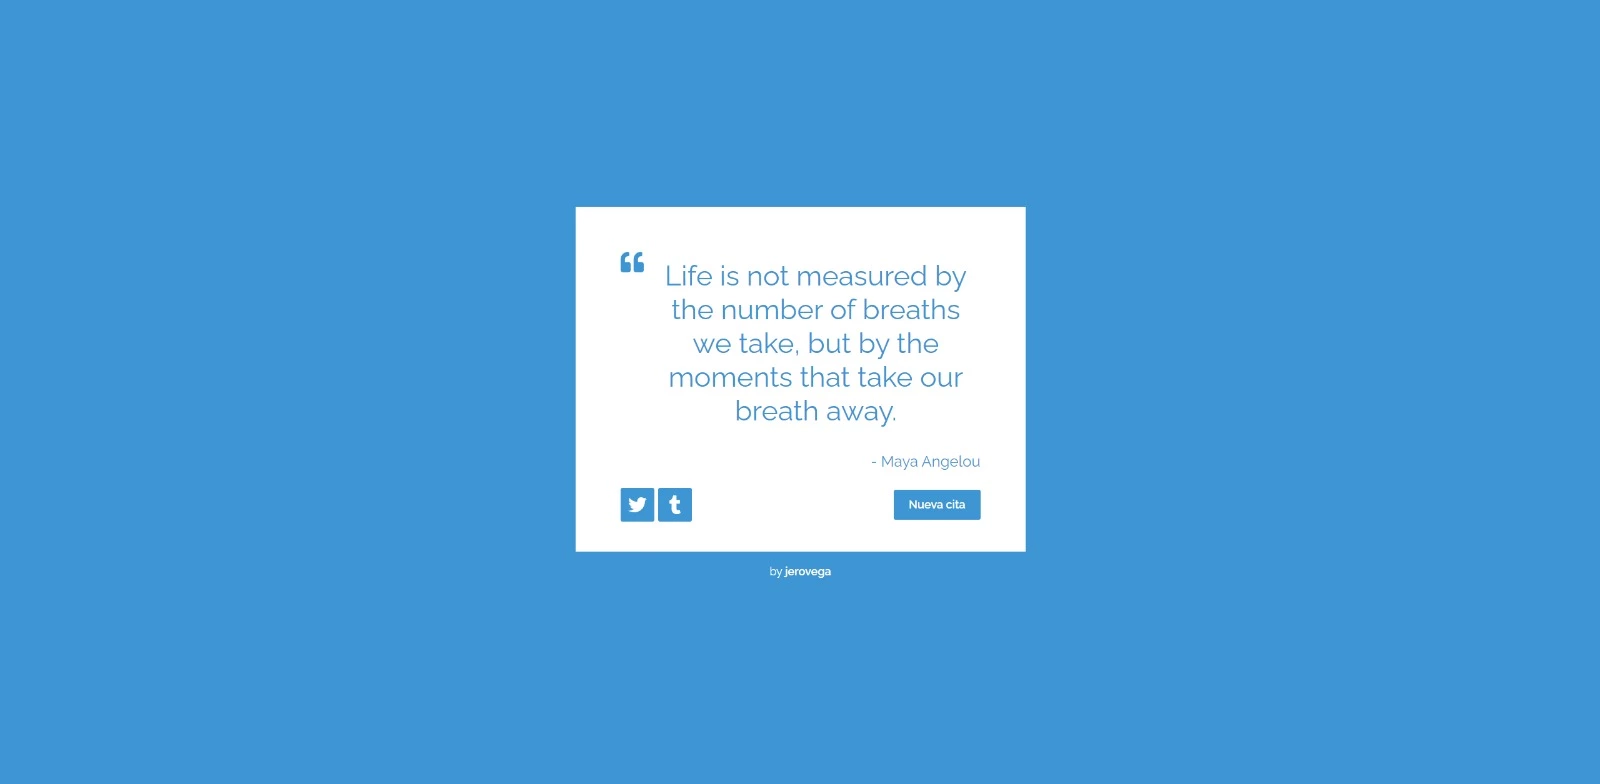 “ Life is not measured by
the number of breaths
we take, but by the
moments that take our
breath away.
- Maya Angelou
Nueva cita
by jerovega